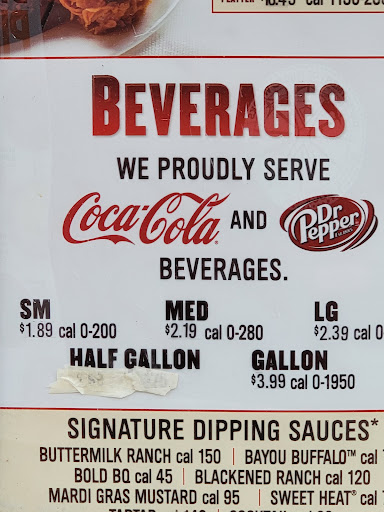 BEVERAGES
WE PROUDLY SERVE
Coca-Cola AND Dr Pepper
BEVERAGES.
SM MED LG
$1.89 cal 0-200 $2.19 cal 0-280 $2.39 cal 0
HALF GALLON GALLON
$3.99 cal 0-1950
SIGNATURE DIPPING SAUCES*
BUTTERMILK RANCH cal 150 | BAYOU BUFFALO™ cal
BOLD BQ cal 45 | BLACKENED RANCH cal 120
MARDI GRAS MUSTARD cal 95 | SWEET HEAT® cal